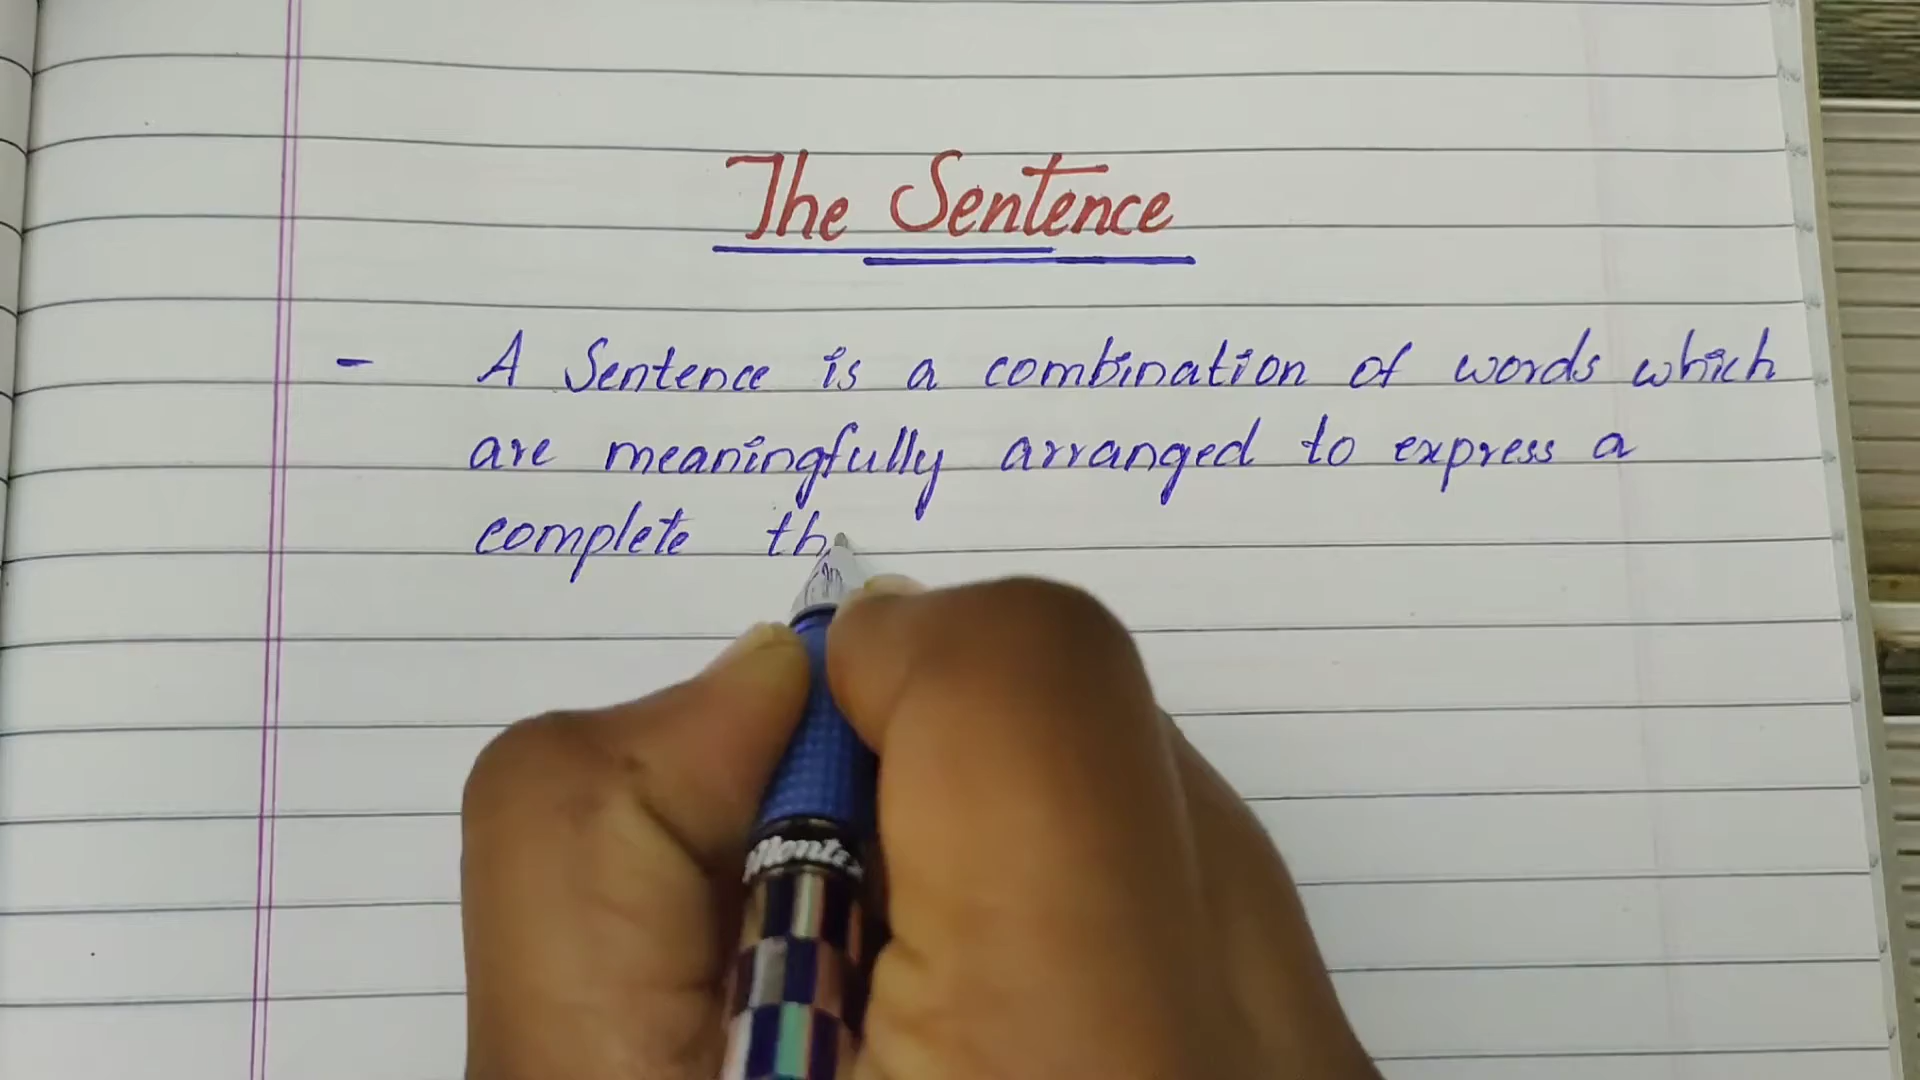 The Sentence
- A Sentence is a combination of words which
are meaningfully arranged to express a
complete th